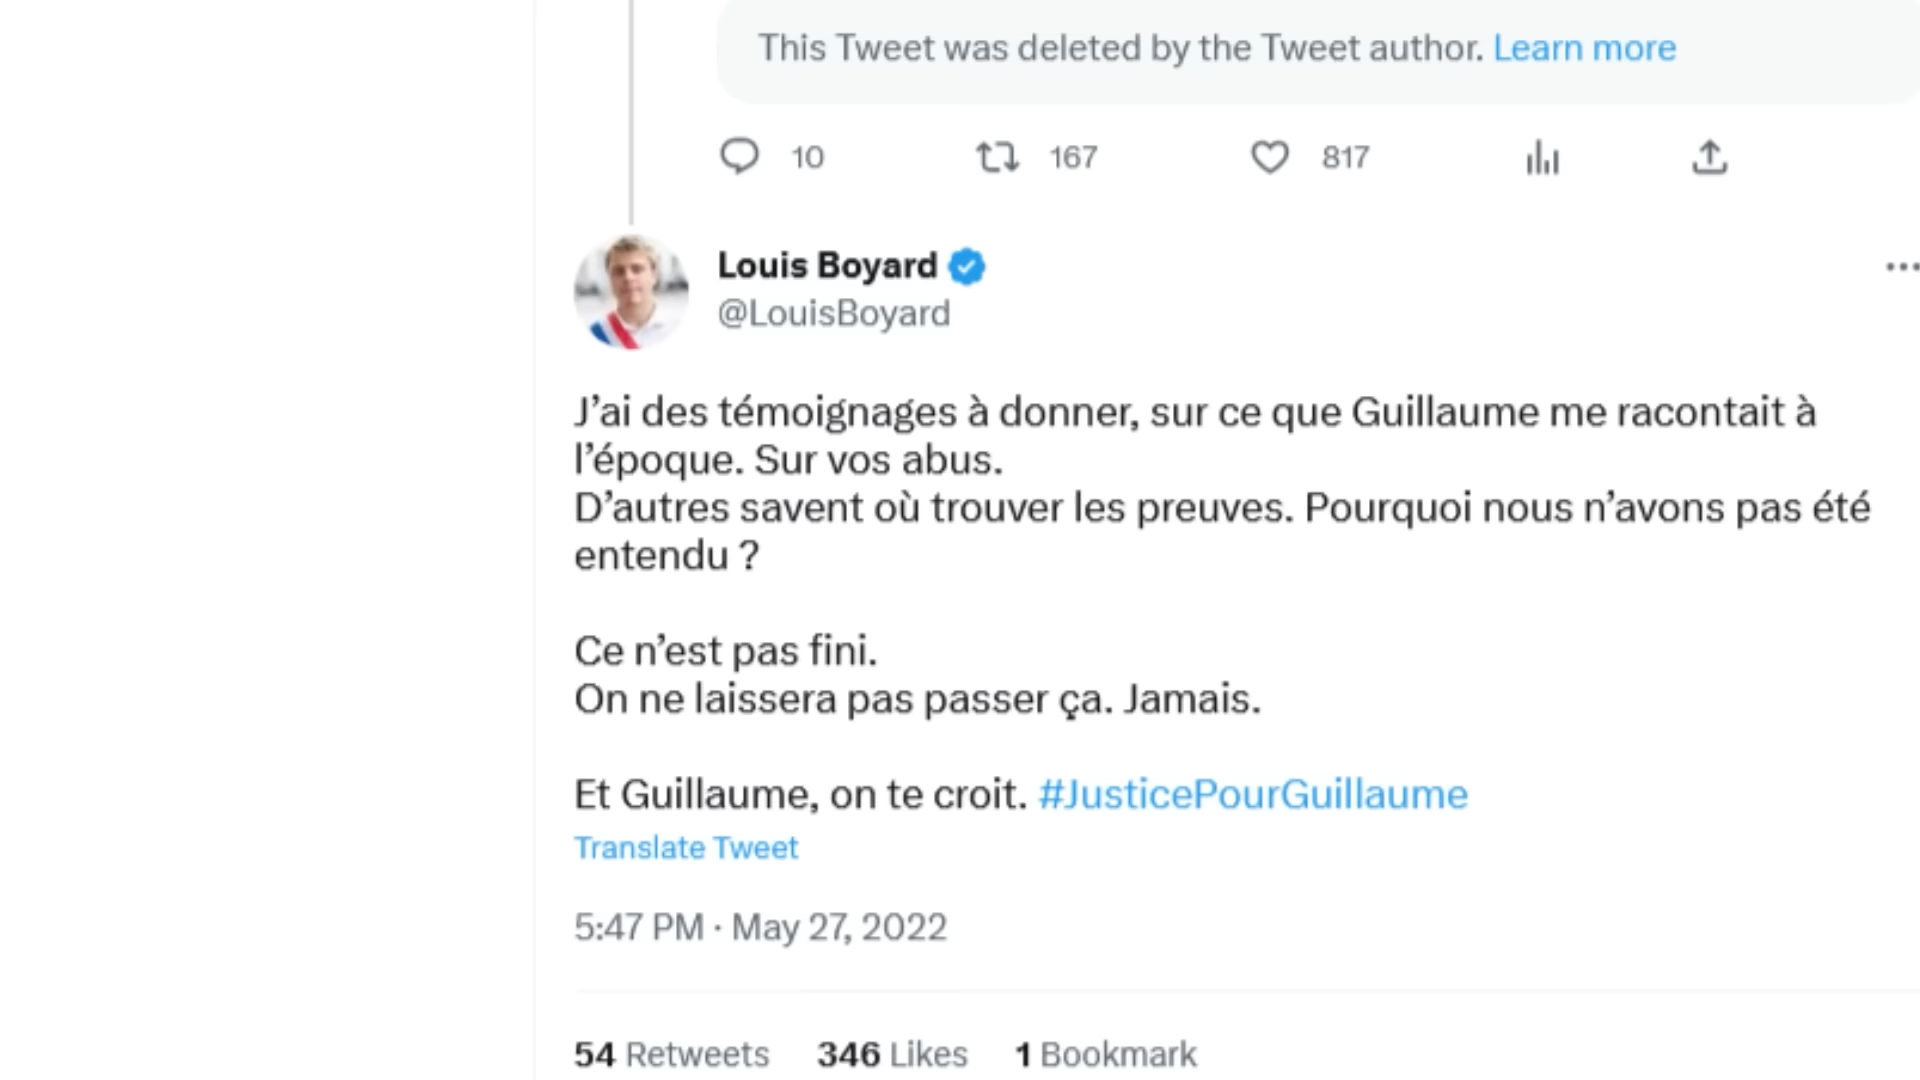 This Tweet was deleted by the Tweet author. Learn more
10 167 817
Louis Boyard
@LouisBoyard
J’ai des témoignages à donner, sur ce que Guillaume me racontait à
l’époque. Sur vos abus.
D’autres savent où trouver les preuves. Pourquoi nous n’avons pas été
entendu ?
Ce n’est pas fini.
On ne laissera pas passer ça. Jamais.
Et Guillaume, on te croit. #JusticePourGuillaume
Translate Tweet
5:47 PM · May 27, 2022
54 Retweets 346 Likes 1 Bookmark